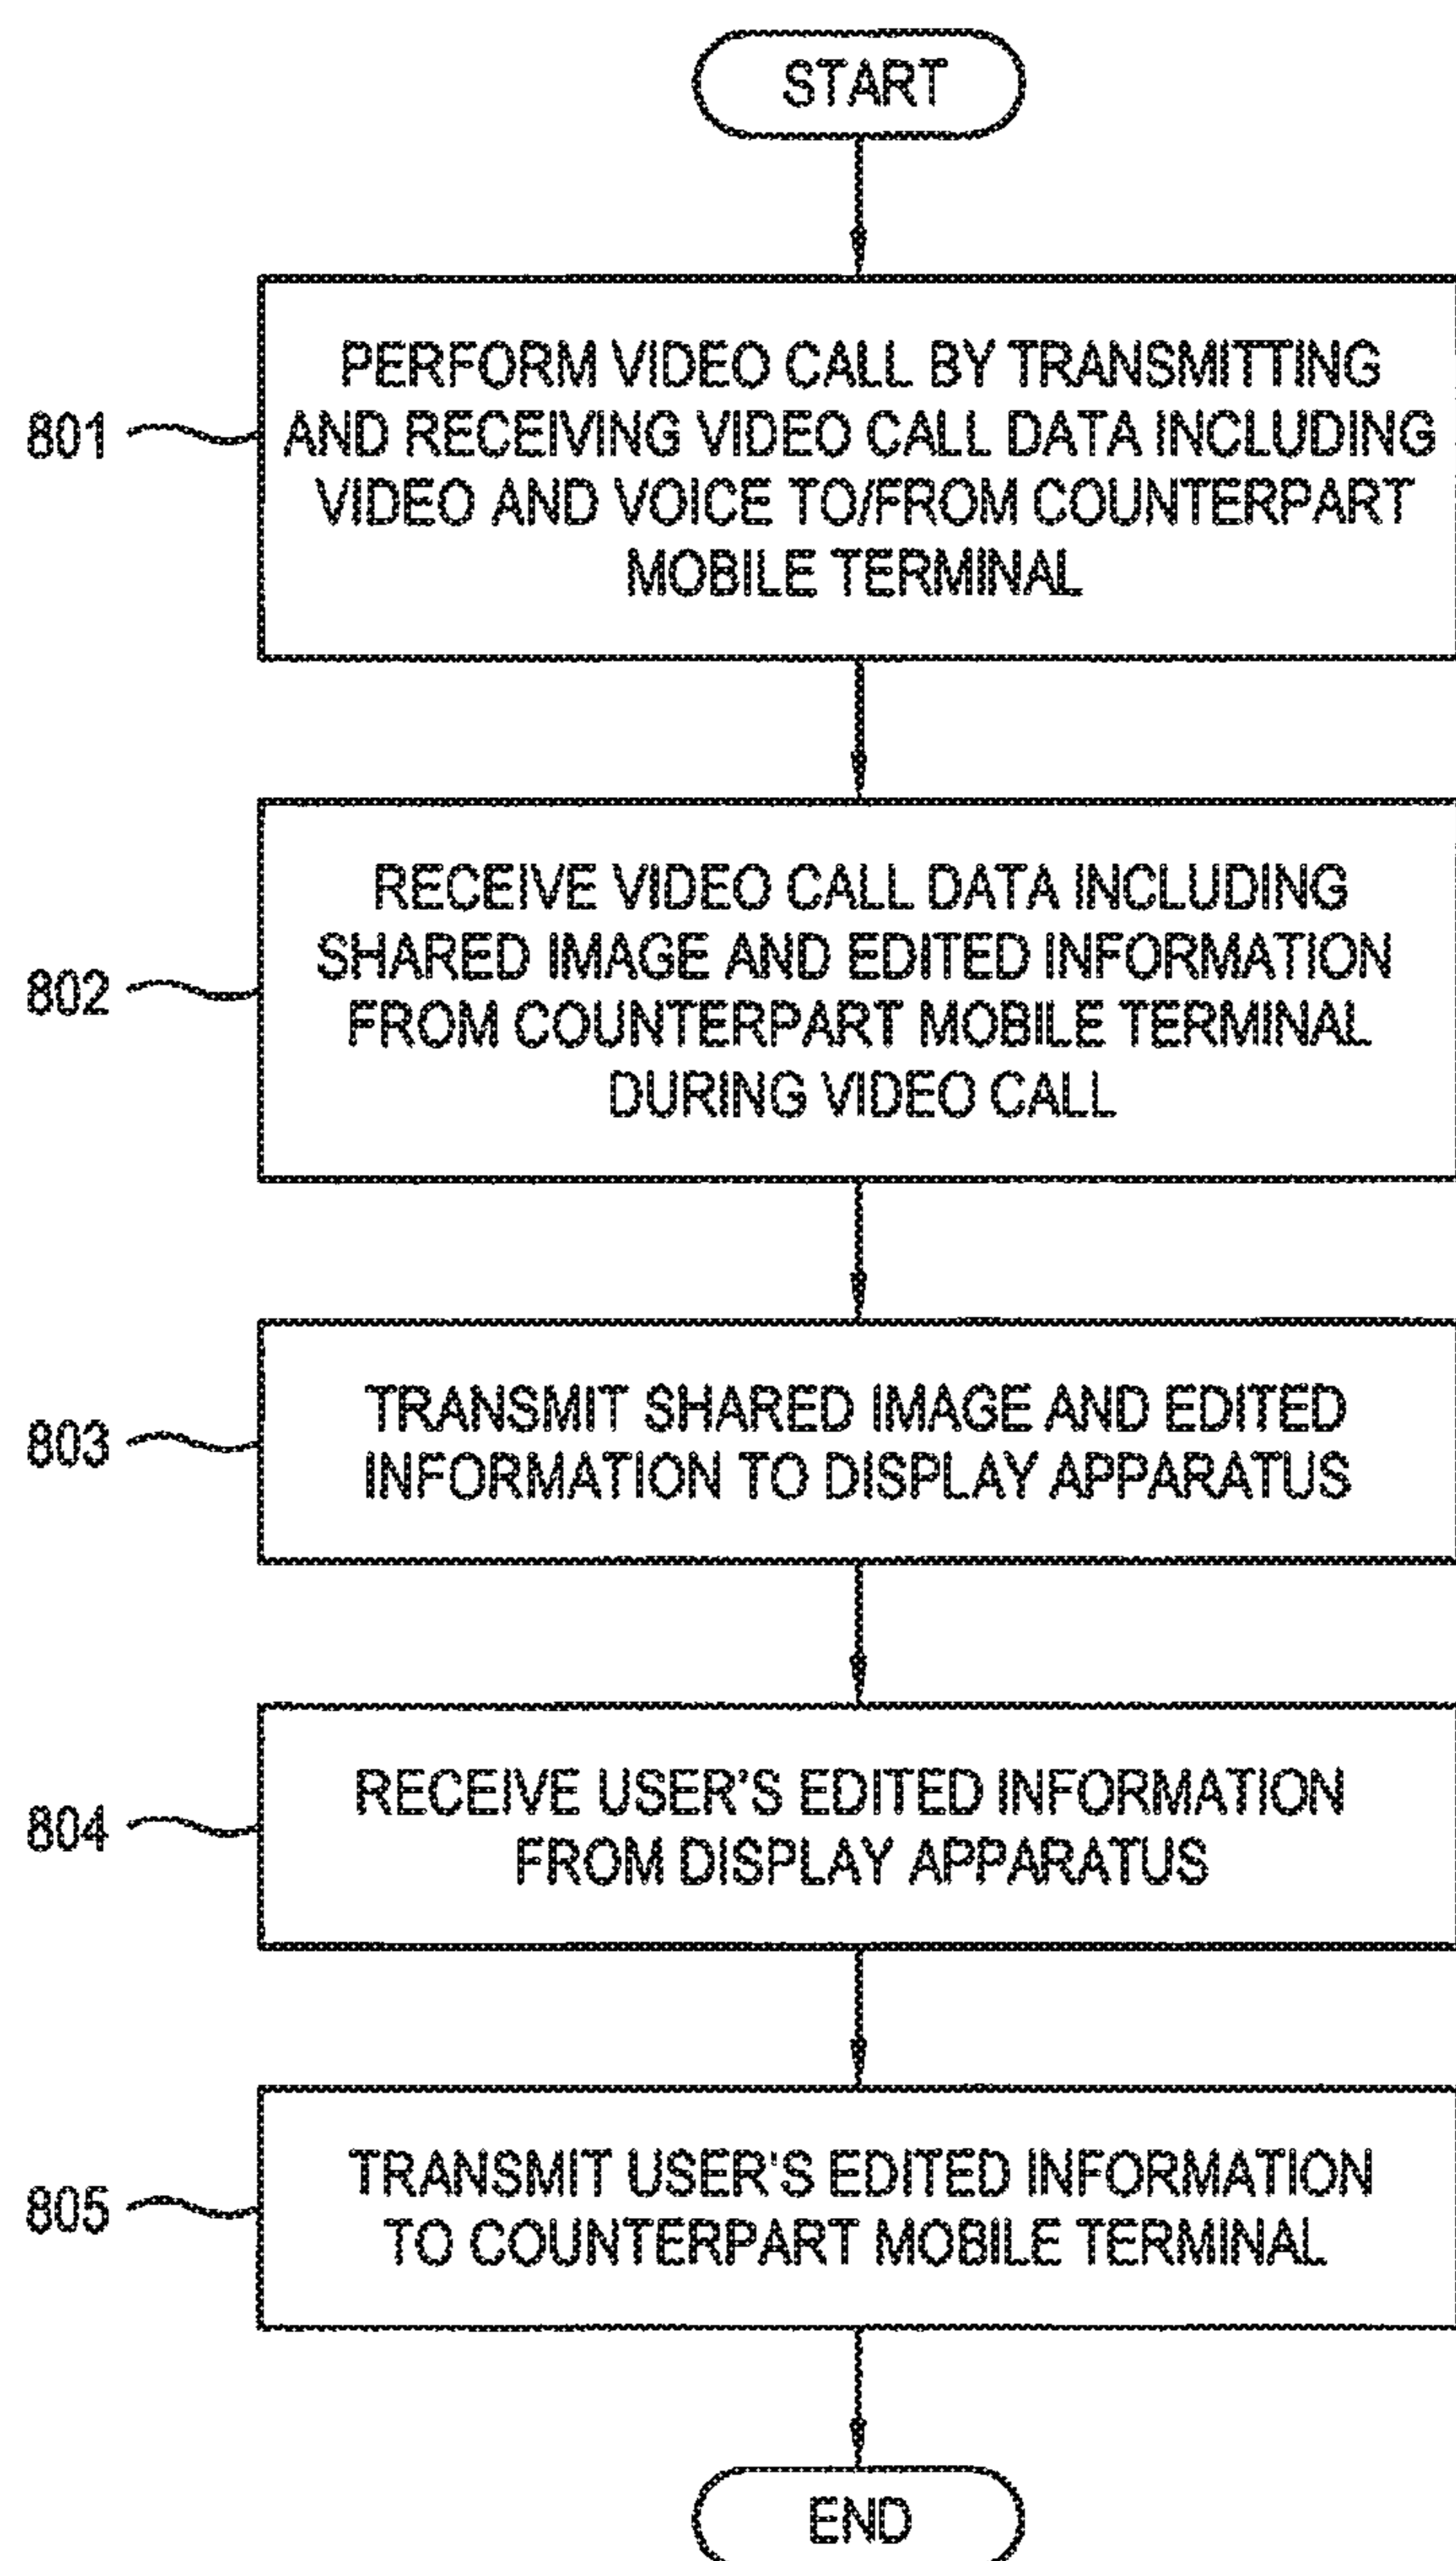 START
801
PERFORM VIDEO CALL BY TRANSMITTING
AND RECEIVING VIDEO CALL DATA INCLUDING
VIDEO AND VOICE TO/FROM COUNTERPART
MOBILE TERMINAL
802
RECEIVE VIDEO CALL DATA INCLUDING
SHARED IMAGE AND EDITED INFORMATION
FROM COUNTERPART MOBILE TERMINAL
DURING VIDEO CALL
803
TRANSMIT SHARED IMAGE AND EDITED
INFORMATION TO DISPLAY APPARATUS
804
RECEIVE USER'S EDITED INFORMATION
FROM DISPLAY APPARATUS
805
TRANSMIT USER'S EDITED INFORMATION
TO COUNTERPART MOBILE TERMINAL
END